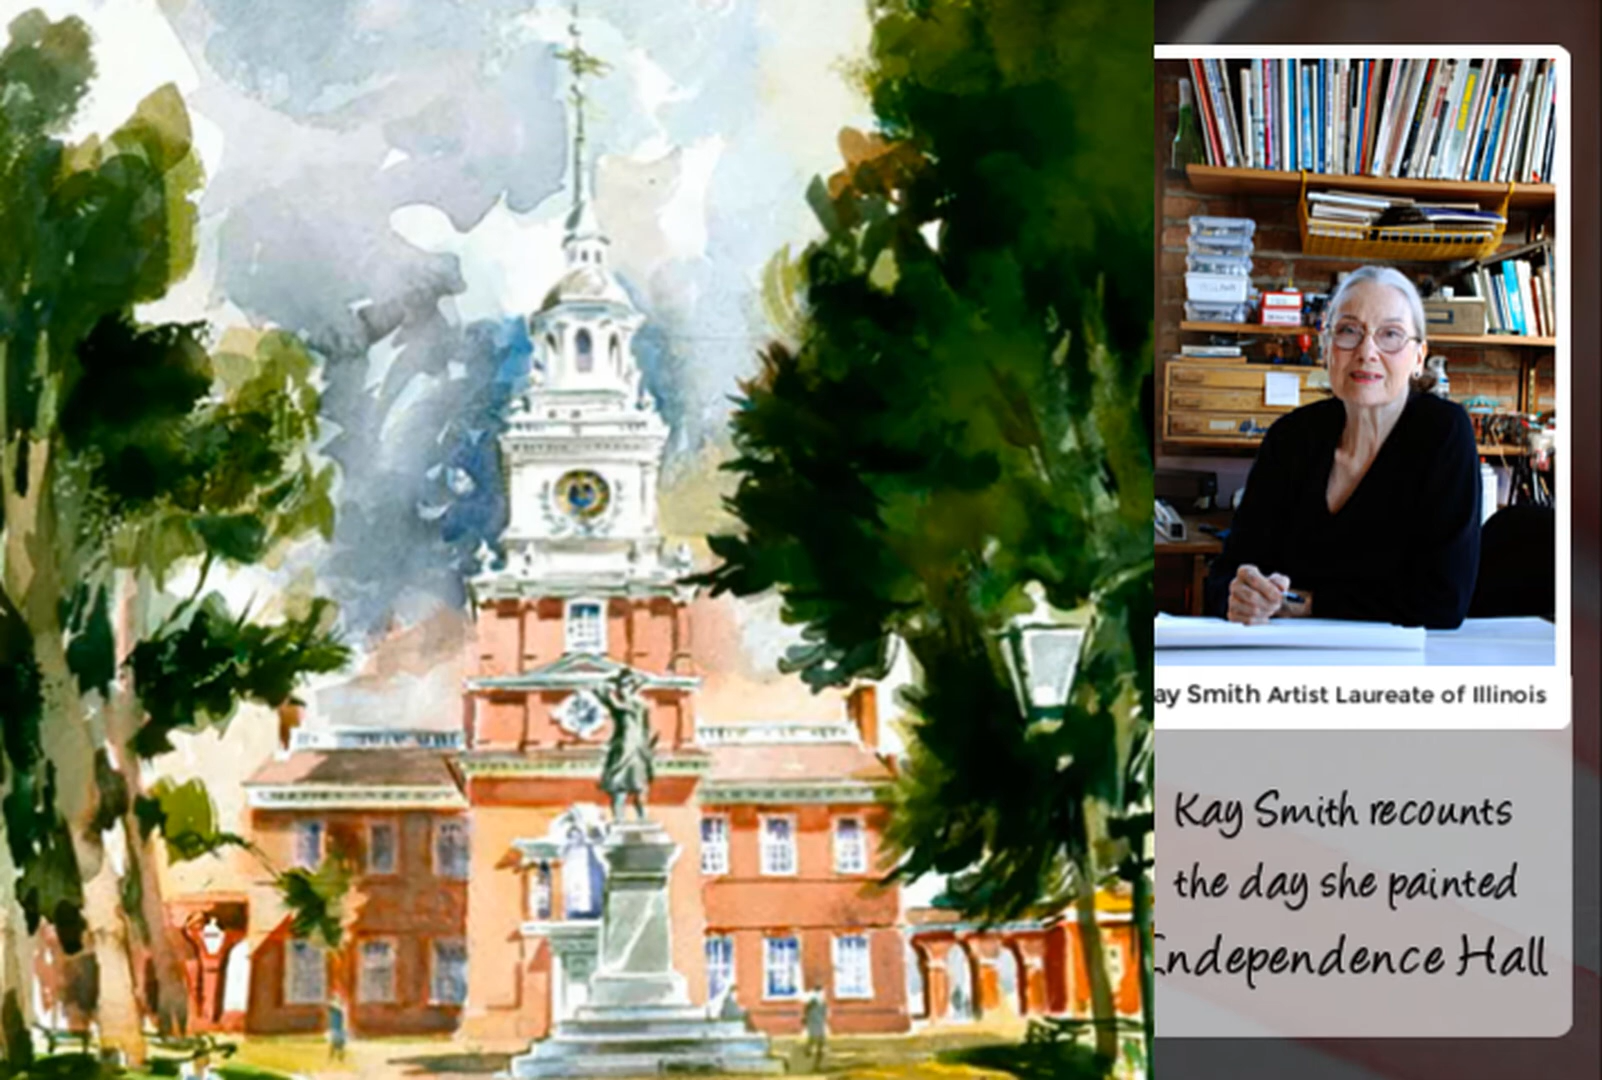 ay Smith Artist Laureate of Illinois
Kay Smith recounts
the day she painted
Independence Hall